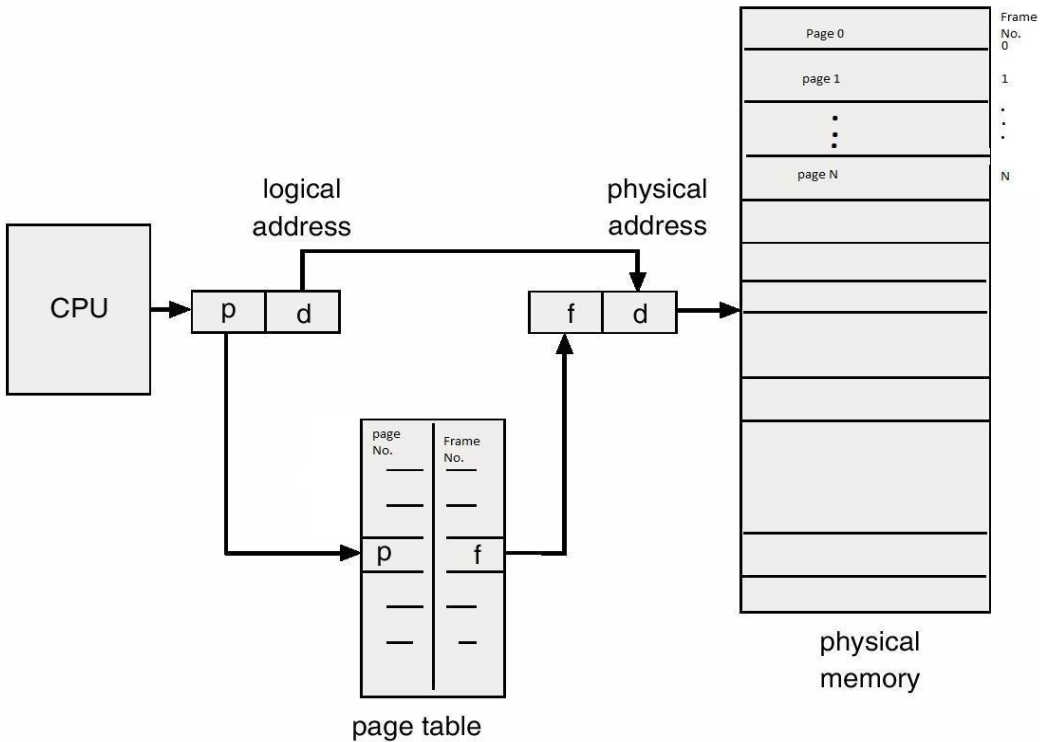 CPU
logical
address
p d
page
No.
Frame
No.
p f
page table
physical
address
f d
Frame
No.
Page 0
0
page 1
1
page N
N
physical
memory